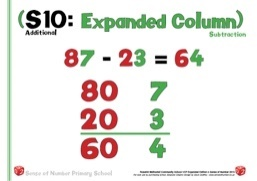 (S10: Expanded Column)
Additional Subtraction
87 - 23 = 64
80 7
20 3
60 4
Sense of Number Primary School